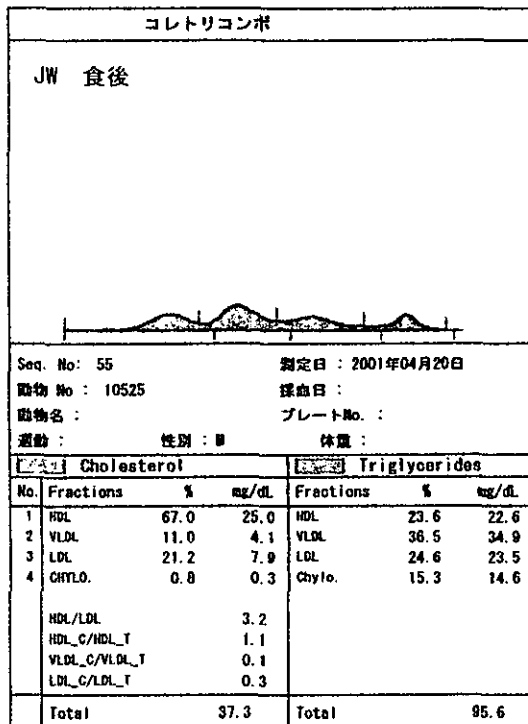 コレトリコンボ
JW 食後
Seq. No: 55 測定日 : 2001年04月20日
動物 No : 10525 採血日 :
動物名 : プレートNo. :
週齢 : 性別 : M 体重 :
Cholesterol Triglycerides
No. Fractions % mg/dL Fractions % mg/dL
1 HDL 67.0 25.0 HDL 23.6 22.6
2 VLDL 11.0 4.1 VLDL 36.5 34.9
3 LDL 21.2 7.9 LDL 24.6 23.5
4 CHYLO. 0.8 0.3 Chylo. 15.3 14.6
HDL/LDL 3.2
HDL_C/HDL_T 1.1
VLDL_C/VLDL_T 0.1
LDL_C/LDL_T 0.3
Total 37.3 Total 95.6